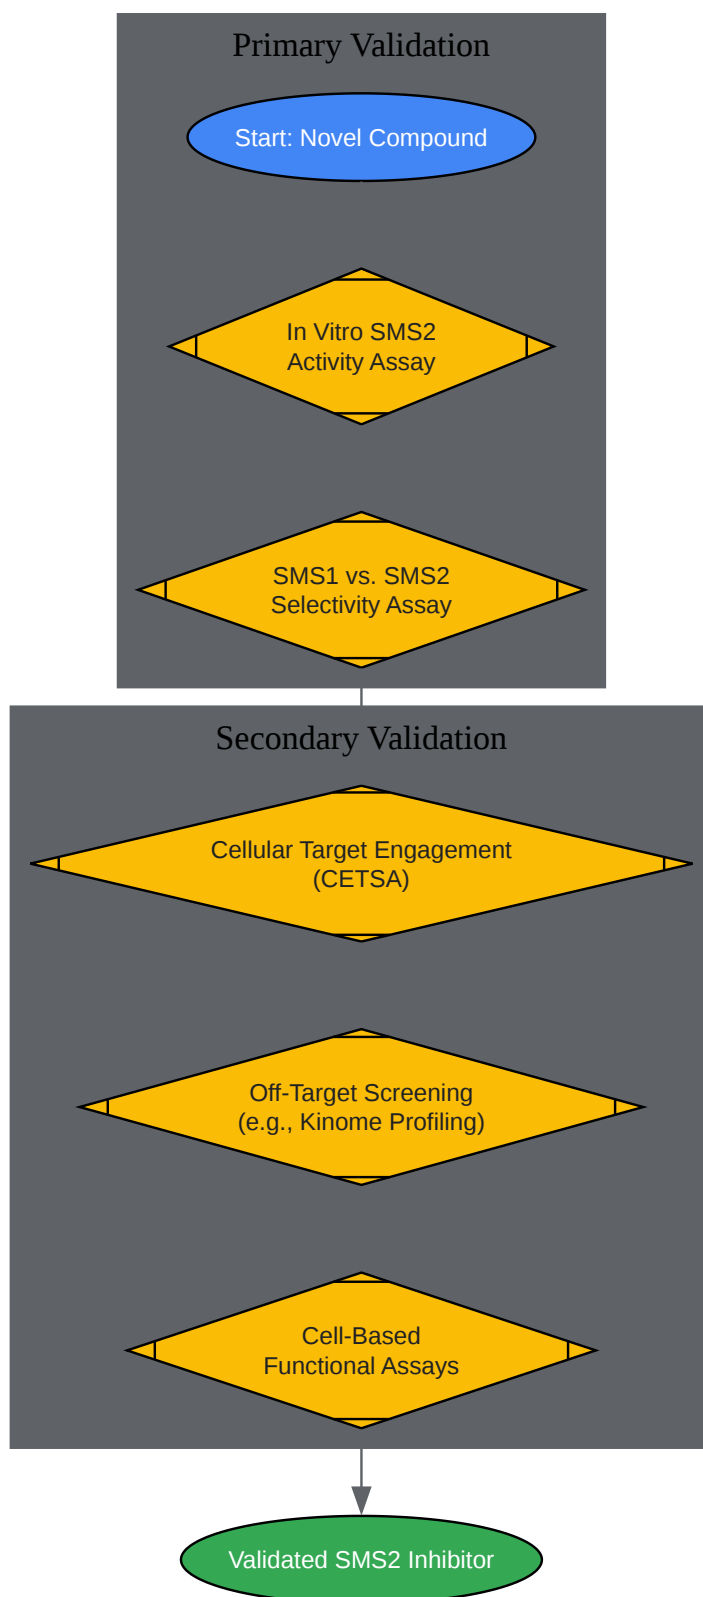 Primary Validation
Start: Novel Compound
In Vitro SMS2
Activity Assay
SMS1 vs. SMS2
Selectivity Assay
Secondary Validation
Cellular Target Engagement
(CETSA)
Off-Target Screening
(e.g., Kinome Profiling)
Cell-Based
Functional Assays
Validated SMS2 Inhibitor